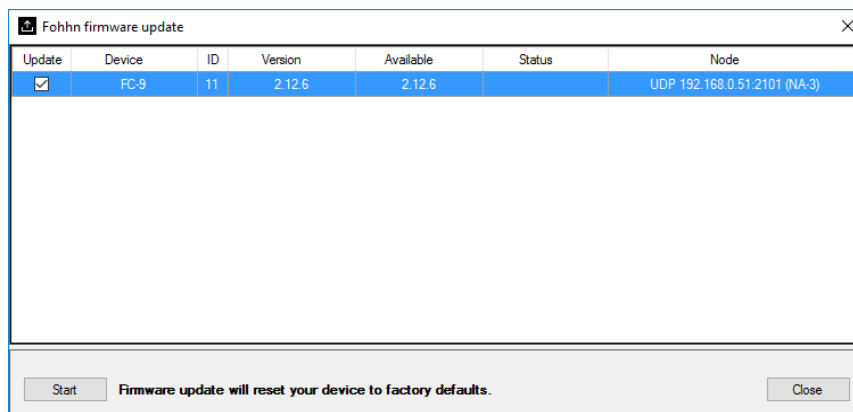 Fohhn firmware update
Update Device ID Version Available Status Node
FC-9 11 2.12.6 2.12.6 UDP 192.168.0.51:2101 (NA-3)
Start Firmware update will reset your device to factory defaults. Close